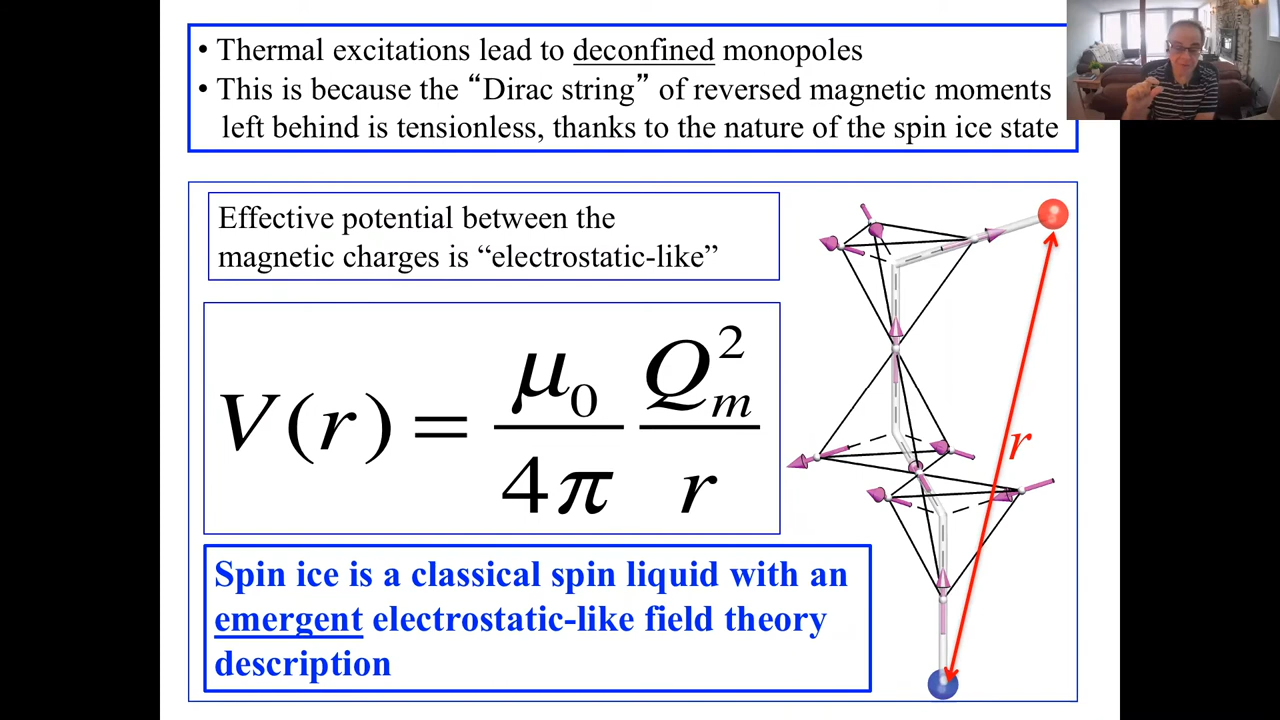 • Thermal excitations lead to deconfined monopoles
• This is because the “Dirac string” of reversed magnetic moments
left behind is tensionless, thanks to the nature of the spin ice state
Effective potential between the
magnetic charges is “electrostatic-like”
V(r) = μ₀/4π Q²ₘ/r
r
Spin ice is a classical spin liquid with an
emergent electrostatic-like field theory
description